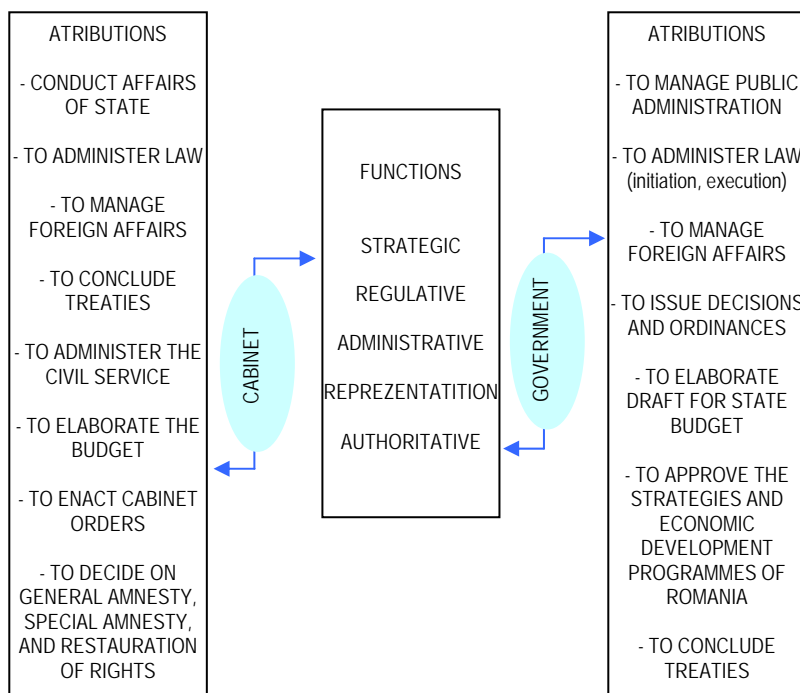 ATRIBUTIONS
- CONDUCT AFFAIRS
OF STATE
- TO ADMINISTER LAW
- TO MANAGE
FOREIGN AFFAIRS
- TO CONCLUDE
TREATIES
- TO ADMINISTER THE
CIVIL SERVICE
- TO ELABORATE THE
BUDGET
- TO ENACT CABINET
ORDERS
- TO DECIDE ON
GENERAL AMNESTY,
SPECIAL AMNESTY,
AND RESTAURATION
OF RIGHTS
CABINET
FUNCTIONS
STRATEGIC
REGULATIVE
ADMINISTRATIVE
REPREZENTATITION
AUTHORITATIVE
GOVERNMENT
ATRIBUTIONS
- TO MANAGE PUBLIC
ADMINISTRATION
- TO ADMINISTER LAW
(initiation, execution)
- TO MANAGE
FOREIGN AFFAIRS
- TO ISSUE DECISIONS
AND ORDINANCES
- TO ELABORATE
DRAFT FOR STATE
BUDGET
- TO APPROVE THE
STRATEGIES AND
ECONOMIC
DEVELOPMENT
PROGRAMMES OF
ROMANIA
- TO CONCLUDE
TREATIES